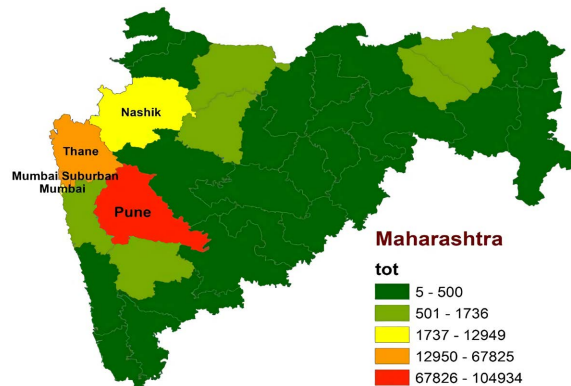 Nashik
Thane
Mumbai Suburban
Mumbai
Pune
Maharashtra
tot
5 - 500
501 - 1736
1737 - 12949
12950 - 67825
67826 - 104934